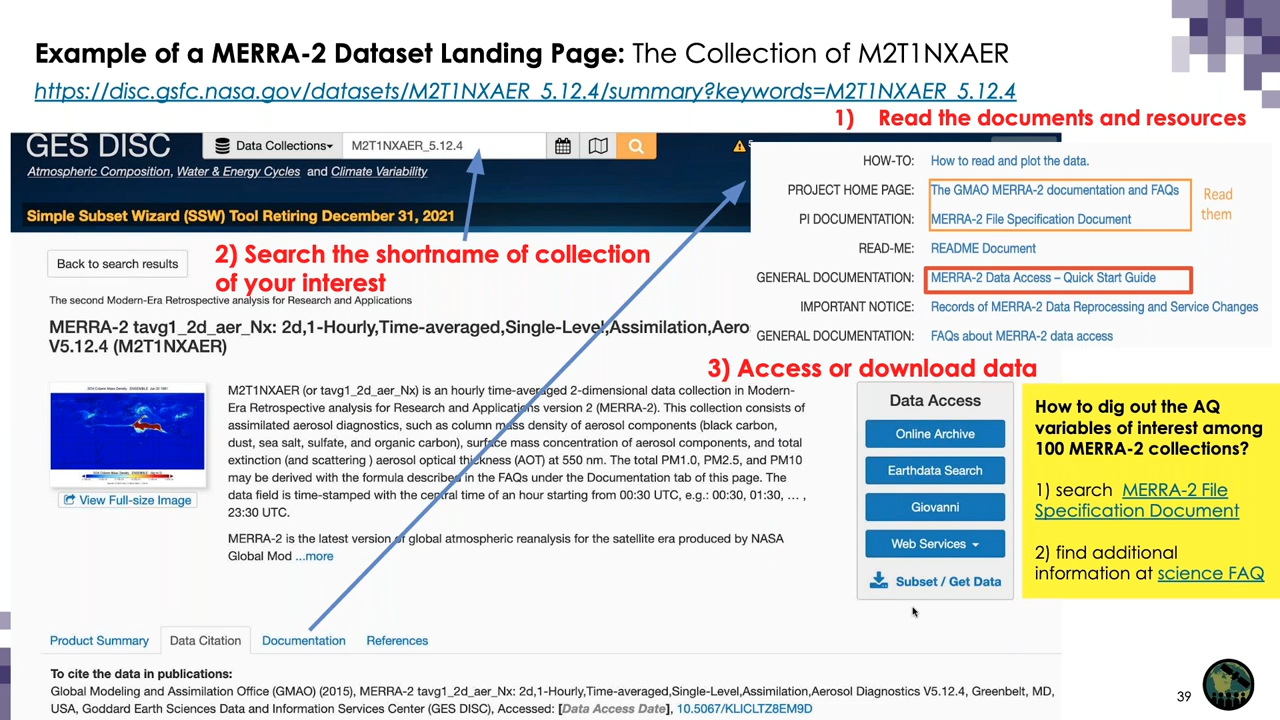 Example of a MERRA-2 Dataset Landing Page: The Collection of M2T1NXAER
https://disc.gsfc.nasa.gov/datasets/M2T1NXAER_5.12.4/summary?keywords=M2T1NXAER_5.12.4
1) Read the documents and resources
GES DISC
Data Collections
M2T1NXAER_5.12.4
Atmospheric Composition, Water & Energy Cycles and Climate Variability
Simple Subset Wizard (SSW) Tool Retiring December 31, 2021
HOW-TO: How to read and plot the data.
PROJECT HOME PAGE: The GMAO MERRA-2 documentation and FAQs
PI DOCUMENTATION: MERRA-2 File Specification Document
READ-ME: README Document
GENERAL DOCUMENTATION: MERRA-2 Data Access – Quick Start Guide
IMPORTANT NOTICE: Records of MERRA-2 Data Reprocessing and Service Changes
GENERAL DOCUMENTATION: FAQs about MERRA-2 data access
Read
them
Back to search results
2) Search the shortname of collection
of your interest
The second Modern-Era Retrospective analysis for Research and Applications
MERRA-2 tavg1_2d_aer_Nx: 2d,1-Hourly,Time-averaged,Single-Level,Assimilation,Aero
V5.12.4 (M2T1NXAER)
3) Access or download data
View Full-size Image
M2T1NXAER (or tavg1_2d_aer_Nx) is an hourly time-averaged 2-dimensional data collection in Modern-
Era Retrospective analysis for Research and Applications version 2 (MERRA-2). This collection consists of
assimilated aerosol diagnostics, such as column mass density of aerosol components (black carbon,
dust, sea salt, sulfate, and organic carbon), surface mass concentration of aerosol components, and total
extinction (and scattering ) aerosol optical thickness (AOT) at 550 nm. The total PM1.0, PM2.5, and PM10
may be derived with the formula described in the FAQs under the Documentation tab of this page. The
data field is time-stamped with the central time of an hour starting from 00:30 UTC, e.g.: 00:30, 01:30, … ,
23:30 UTC.
MERRA-2 is the latest version of global atmospheric reanalysis for the satellite era produced by NASA
Global Mod ...more
Data Access
Online Archive
Earthdata Search
Giovanni
Web Services
Subset / Get Data
How to dig out the AQ
variables of interest among
100 MERRA-2 collections?
1) search MERRA-2 File
Specification Document
2) find additional
information at science FAQ
Product Summary
Data Citation
Documentation
References
To cite the data in publications:
Global Modeling and Assimilation Office (GMAO) (2015), MERRA-2 tavg1_2d_aer_Nx: 2d,1-Hourly,Time-averaged,Single-Level,Assimilation,Aerosol Diagnostics V5.12.4, Greenbelt, MD,
USA, Goddard Earth Sciences Data and Information Services Center (GES DISC), Accessed: [Data Access Date], 10.5067/KLICLTZ8EM9D
39